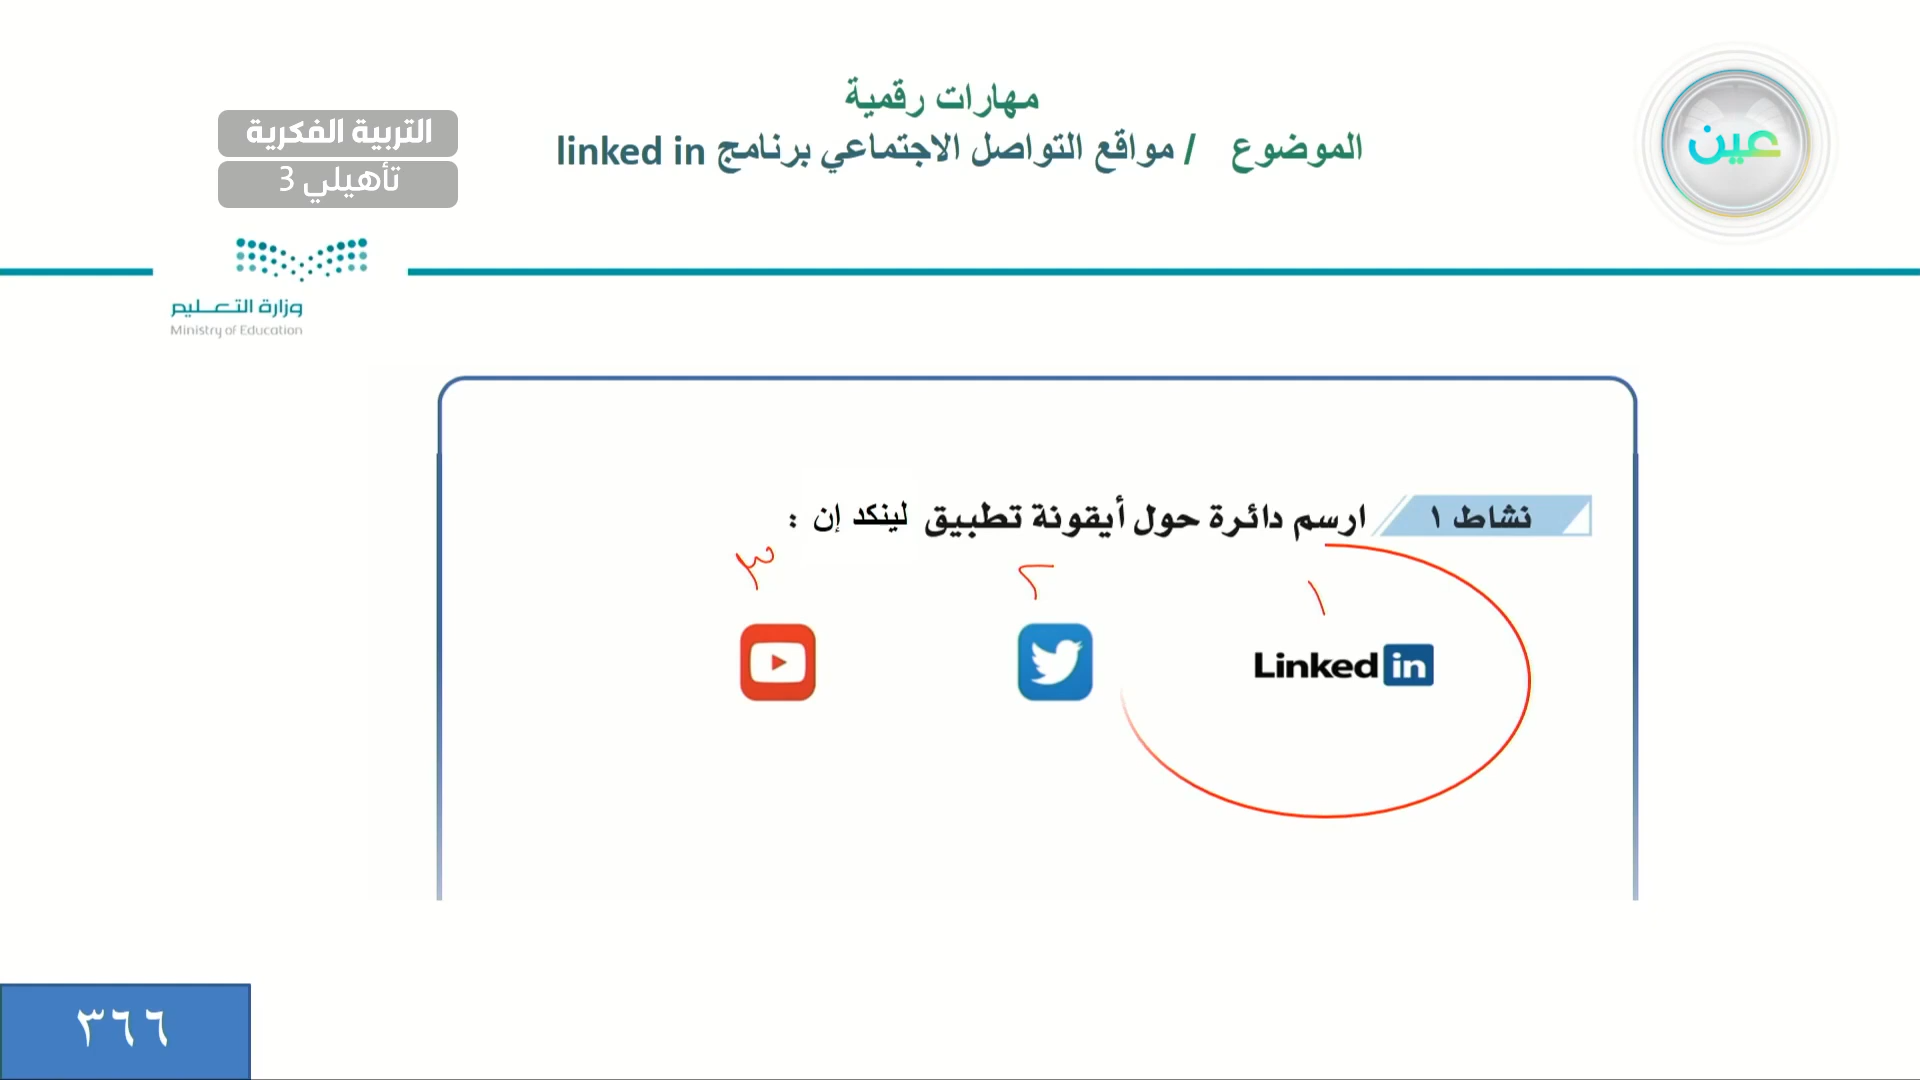 مهارات رقمية
الموضوع / مواقع التواصل الاجتماعي برنامج linked in
عين
التربية الفكرية
تأهيلي 3
وزارة التعليم
Ministry of Education
نشاط ١ ارسم دائرة حول أيقونة تطبيق لينكد إن :
١ ٢ ٣
Linked in
٣٦٦